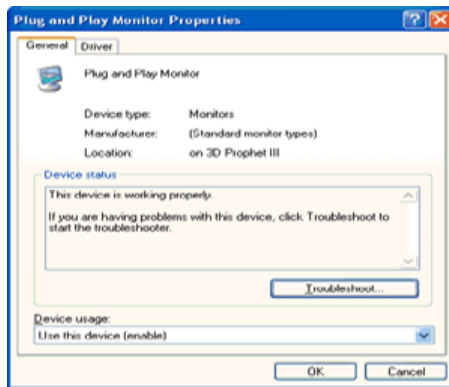 Plug and Play Monitor Properties
General Driver
Plug and Play Monitor
Device type: Monitors
Manufacturer: (Standard monitor types)
Location: on 3D Prophet III
Device status
This device is working properly.
If you are having problems with this device, click Troubleshoot to
start the troubleshooter.
Troubleshoot...
Device usage:
Use this device (enable)
OK Cancel